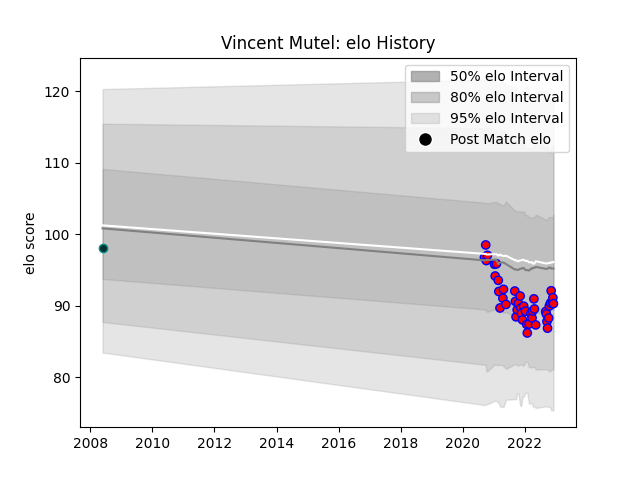 Vincent Mutel: elo History
50% elo Interval
80% elo Interval
95% elo Interval
Post Match elo
elo score
120
110
100
90
80
2008
2010
2012
2014
2016
2018
2020
2022